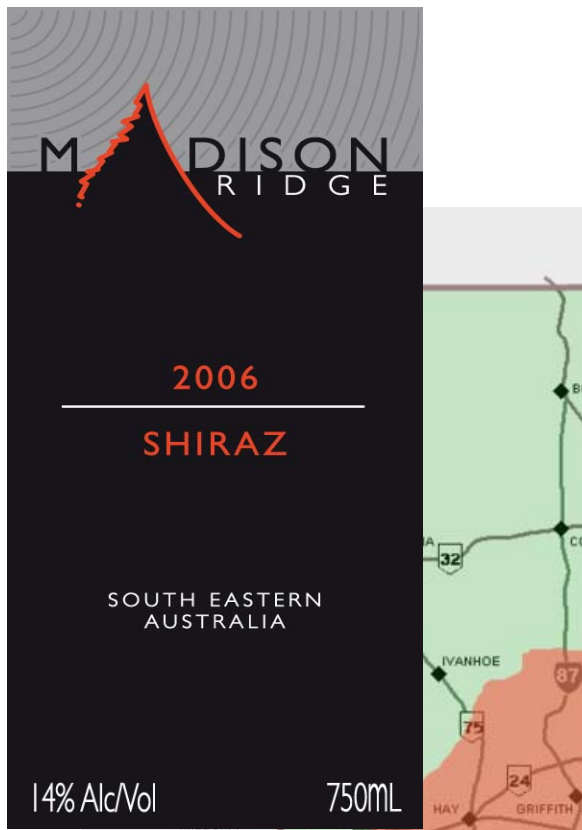 MADISON
RIDGE
2006
SHIRAZ
SOUTH EASTERN
AUSTRALIA
14% Alc/Vol
750mL
32
IVANHOE
87
75
24
HAY
GRIFFITH